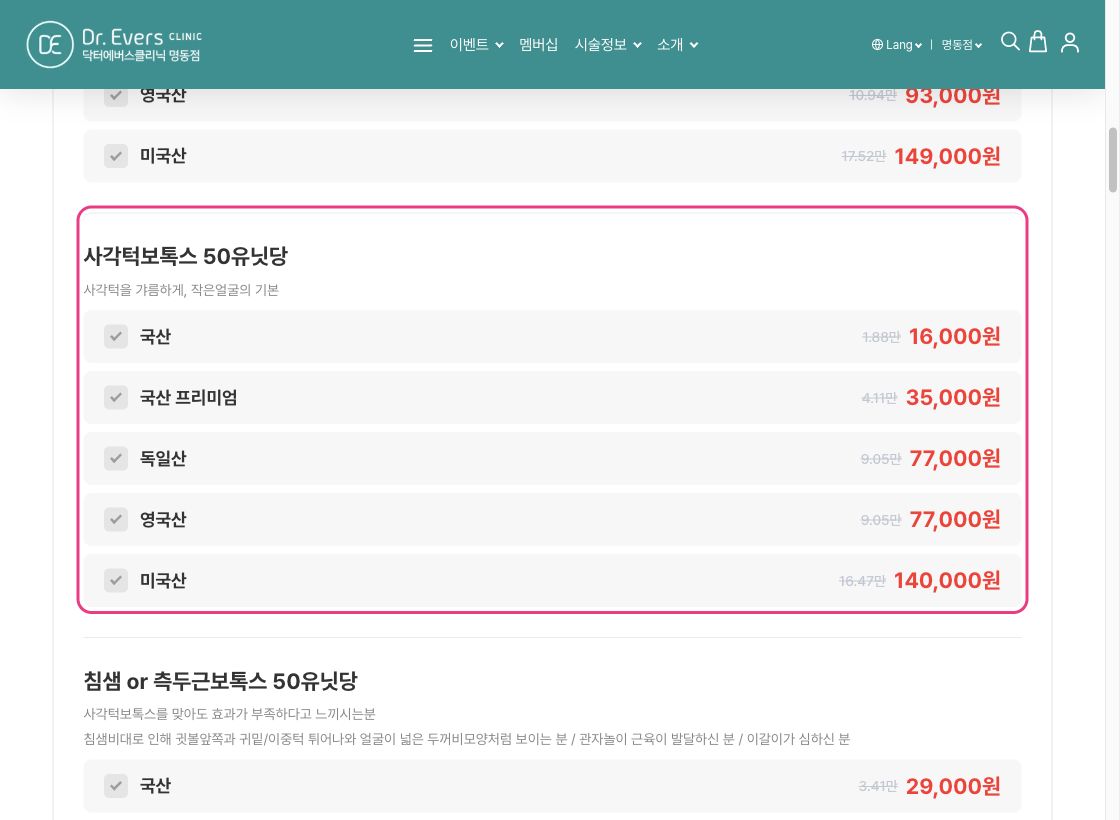 Dr. Evers CLINIC
닥터에버스클리닉 명동점
이벤트 멤버십 시술정보 소개
Lang | 명동점
영국산 10.94만 93,000원
미국산 17.52만 149,000원
사각턱보톡스 50유닛당
사각턱을 갸름하게, 작은얼굴의 기본
국산 1.88만 16,000원
국산 프리미엄 4.11만 35,000원
독일산 9.05만 77,000원
영국산 9.05만 77,000원
미국산 16.47만 140,000원
침샘 or 측두근보톡스 50유닛당
사각턱보톡스를 맞아도 효과가 부족하다고 느끼시는분
침샘비대로 인해 귓볼앞쪽과 귀밑/이중턱 튀어나와 얼굴이 넓은 두꺼비모양처럼 보이는 분 / 관자놀이 근육이 발달하신 분 / 이갈이가 심하신 분
국산 3.41만 29,000원